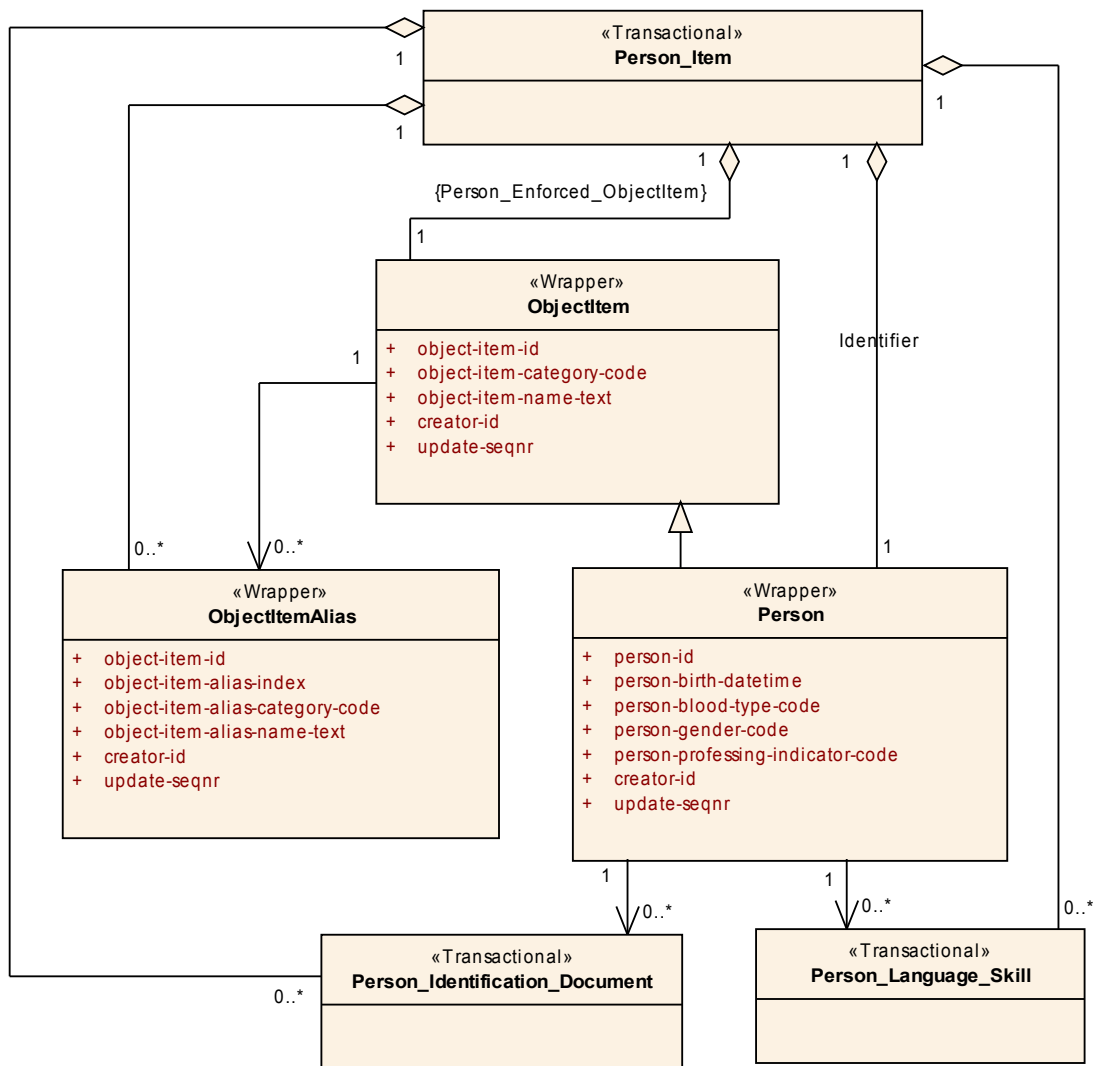 «Transactional»
Person_Item
1
1
1
1
1
{Person_Enforced_ObjectItem}
1
«Wrapper»
ObjectItem
+ object-item-id
+ object-item-category-code
+ object-item-name-text
+ creator-id
+ update-seqnr
Identifier
1
0..*
0..*
1
«Wrapper»
ObjectItemAlias
+ object-item-id
+ object-item-alias-index
+ object-item-alias-category-code
+ object-item-alias-name-text
+ creator-id
+ update-seqnr
«Wrapper»
Person
+ person-id
+ person-birth-datetime
+ person-blood-type-code
+ person-gender-code
+ person-professing-indicator-code
+ creator-id
+ update-seqnr
1
1
0..*
0..*
0..*
«Transactional»
Person_Identification_Document
0..*
«Transactional»
Person_Language_Skill